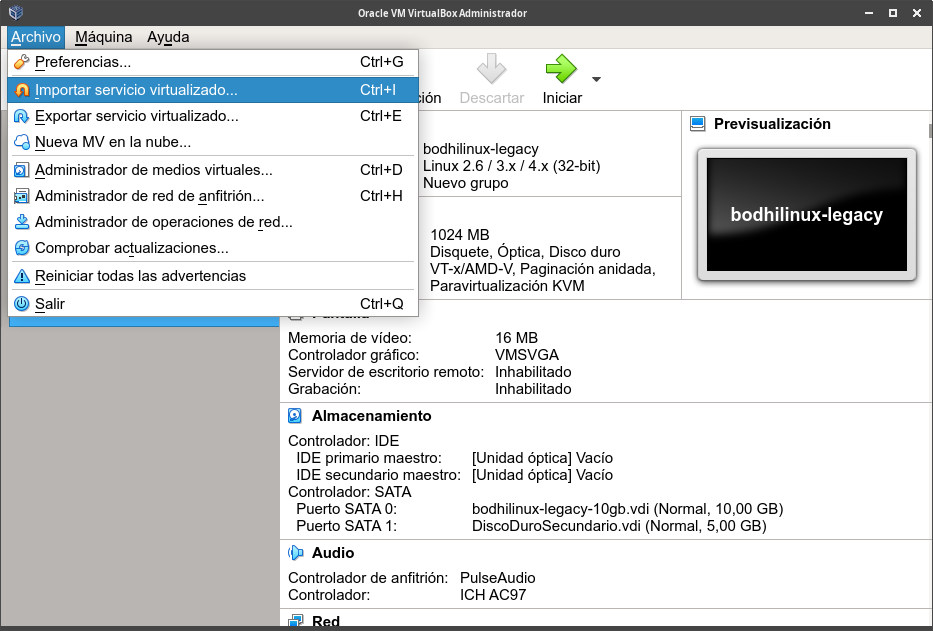 Oracle VM VirtualBox Administrador
Archivo Máquina Ayuda
Preferencias... Ctrl+G
Importar servicio virtualizado... Ctrl+I
Exportar servicio virtualizado... Ctrl+E
Nueva MV en la nube...
Administrador de medios virtuales... Ctrl+D
Administrador de red de anfitrión... Ctrl+H
Administrador de operaciones de red...
Comprobar actualizaciones...
Reiniciar todas las advertencias
Salir Ctrl+Q
ción Descartar Iniciar
bodhilinux-legacy
Linux 2.6 / 3.x / 4.x (32-bit)
Nuevo grupo
1024 MB
Disquete, Óptica, Disco duro
VT-x/AMD-V, Paginación anidada,
Paravirtualización KVM
Previsualización
bodhilinux-legacy
Memoria de vídeo: 16 MB
Controlador gráfico: VMSVGA
Servidor de escritorio remoto: Inhabilitado
Grabación: Inhabilitado
Almacenamiento
Controlador: IDE
IDE primario maestro: [Unidad óptica] Vacío
IDE secundario maestro: [Unidad óptica] Vacío
Controlador: SATA
Puerto SATA 0: bodhilinux-legacy-10gb.vdi (Normal, 10,00 GB)
Puerto SATA 1: DiscoDuroSecundario.vdi (Normal, 5,00 GB)
Audio
Controlador de anfitrión: PulseAudio
Controlador: ICH AC97
Red